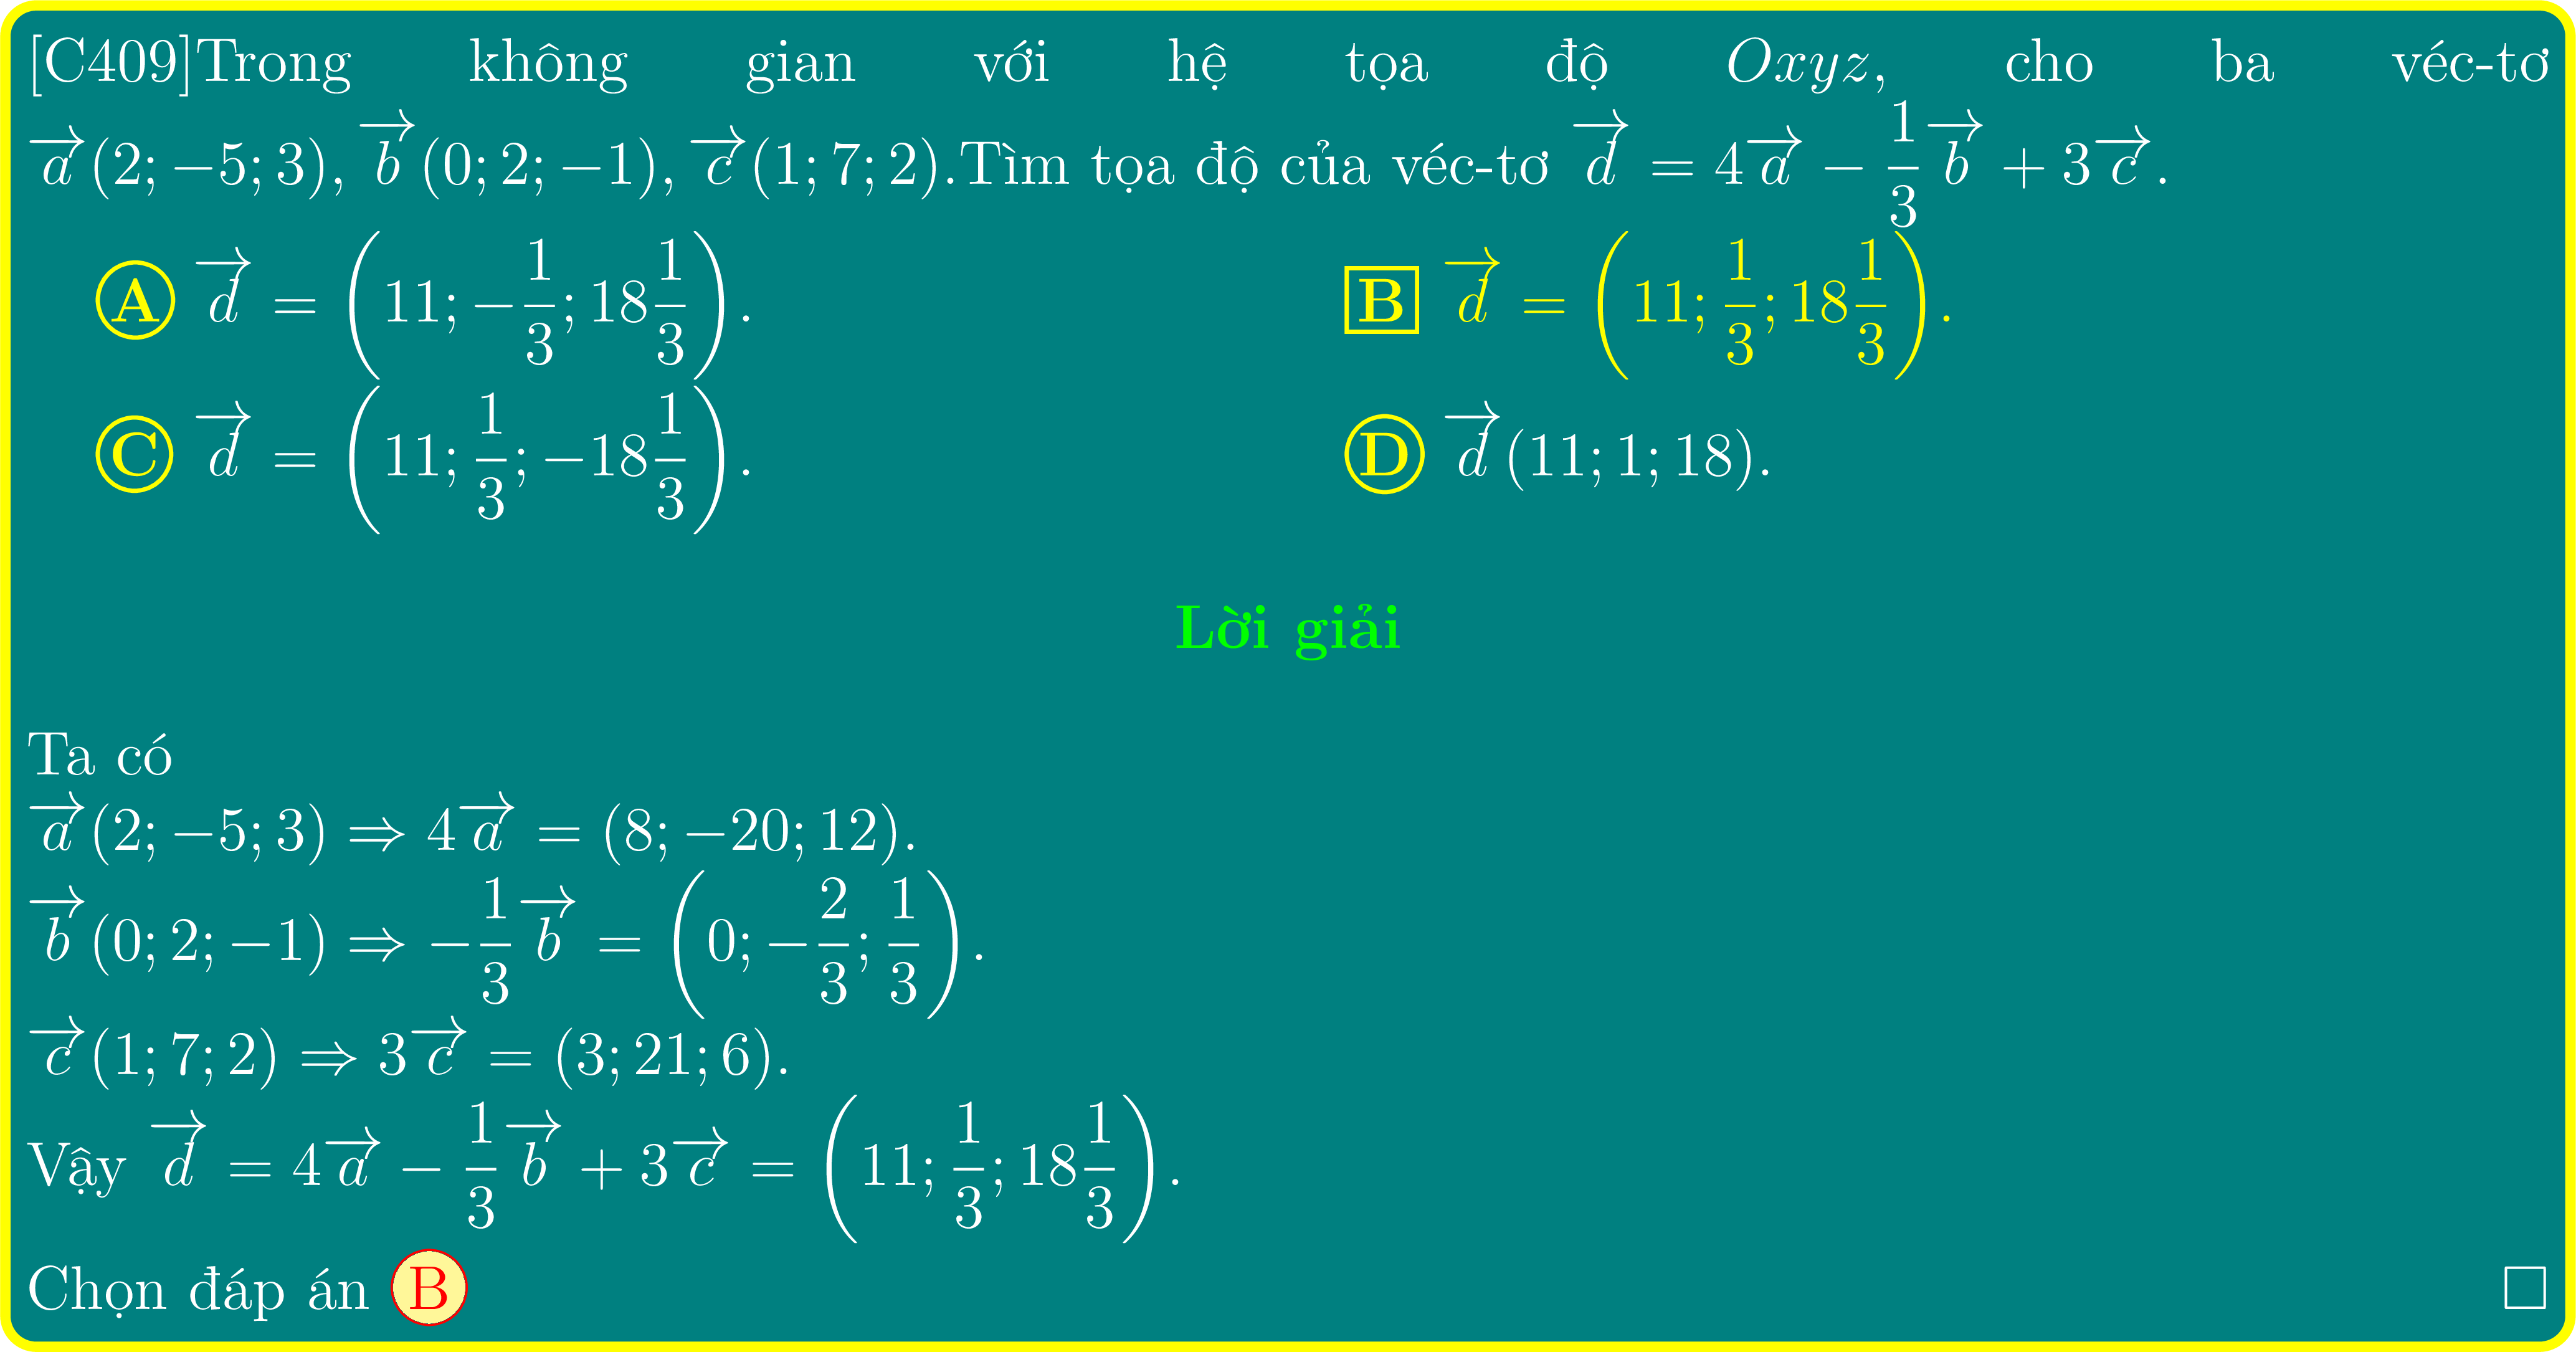 [C409]Trong không gian với hệ tọa độ Oxyz, cho ba véc-tơ
$\overrightarrow{a}(2;-5;3), \overrightarrow{b}(0;2;-1), \overrightarrow{c}(1;7;2)$.Tìm tọa độ của véc-tơ $\overrightarrow{d} = 4\overrightarrow{a} - \frac{1}{3}\overrightarrow{b} + 3\overrightarrow{c}$.
A $\overrightarrow{d} = \left(11; -\frac{1}{3}; 18\frac{1}{3}\right)$. B $\overrightarrow{d} = \left(11; \frac{1}{3}; 18\frac{1}{3}\right)$.
C $\overrightarrow{d} = \left(11; \frac{1}{3}; -18\frac{1}{3}\right)$. D $\overrightarrow{d}(11;1;18)$.
Lời giải
Ta có
$\overrightarrow{a}(2;-5;3) \Rightarrow 4\overrightarrow{a} = (8;-20;12)$.
$\overrightarrow{b}(0;2;-1) \Rightarrow -\frac{1}{3}\overrightarrow{b} = \left(0; -\frac{2}{3}; \frac{1}{3}\right)$.
$\overrightarrow{c}(1;7;2) \Rightarrow 3\overrightarrow{c} = (3;21;6)$.
Vậy $\overrightarrow{d} = 4\overrightarrow{a} - \frac{1}{3}\overrightarrow{b} + 3\overrightarrow{c} = \left(11; \frac{1}{3}; 18\frac{1}{3}\right)$.
Chọn đáp án B □